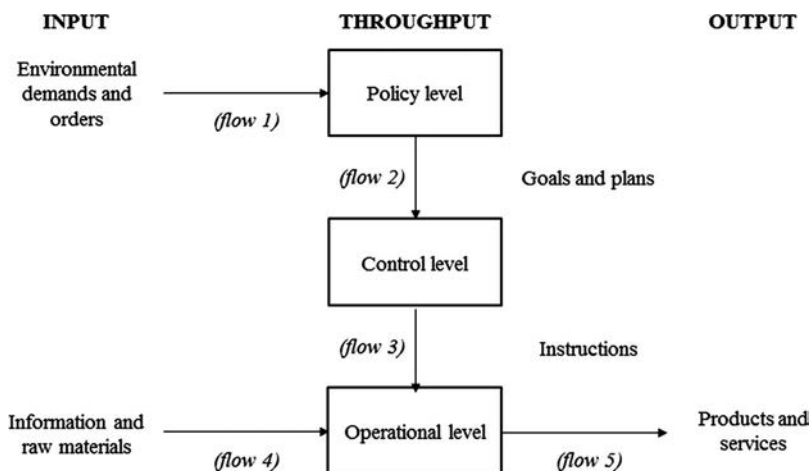 INPUT
THROUGHPUT
OUTPUT
Environmental
demands and
orders
(flow 1)
Policy level
(flow 2)
Goals and plans
Control level
(flow 3)
Instructions
Information and
raw materials
(flow 4)
Operational level
(flow 5)
Products and
services